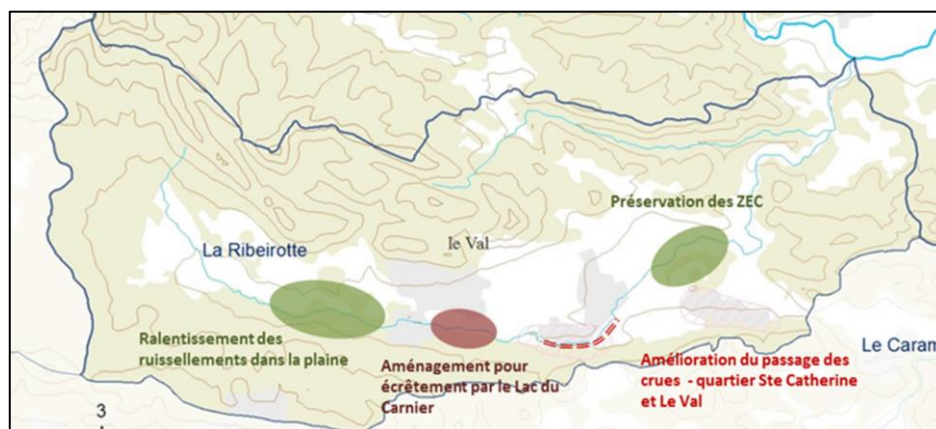 Préservation des ZEC
le Val
La Ribeirotte
Ralentissement des
ruissellements dans la plaine
Aménagement pour
écrêtement par le Lac du
Carnier
Amélioration du passage des
crues - quartier Ste Catherine
et Le Val
Le Caram
3